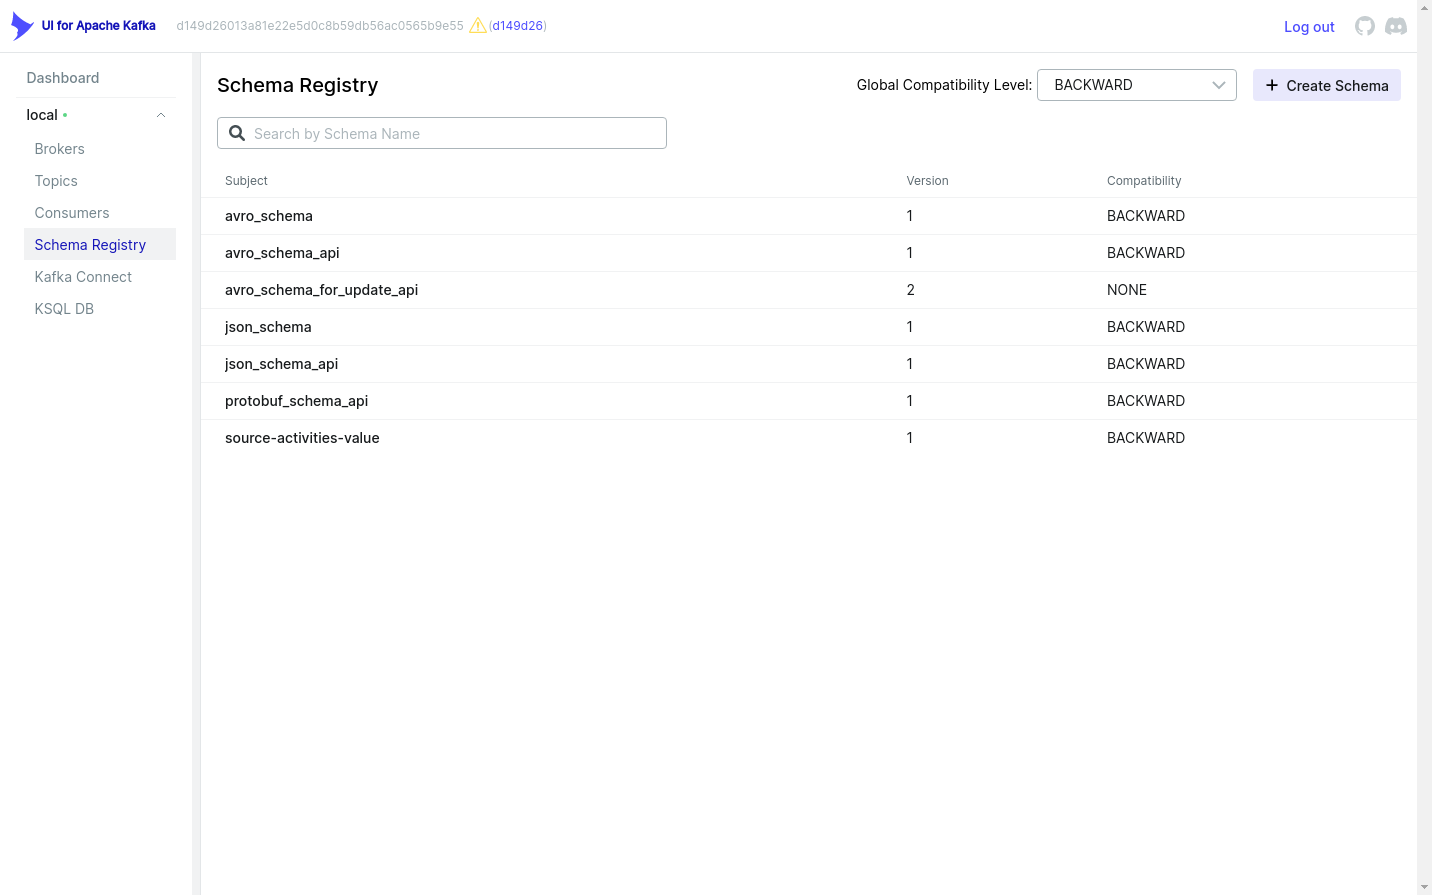 UI for Apache Kafka d149d26013a81e22e5d0c8b59db56ac0565b9e55 (d149d26) Log out
Dashboard
local
Brokers
Topics
Consumers
Schema Registry
Kafka Connect
KSQL DB
Schema Registry Global Compatibility Level: BACKWARD Create Schema
Search by Schema Name
Subject Version Compatibility
avro_schema 1 BACKWARD
avro_schema_api 1 BACKWARD
avro_schema_for_update_api 2 NONE
json_schema 1 BACKWARD
json_schema_api 1 BACKWARD
protobuf_schema_api 1 BACKWARD
source-activities-value 1 BACKWARD